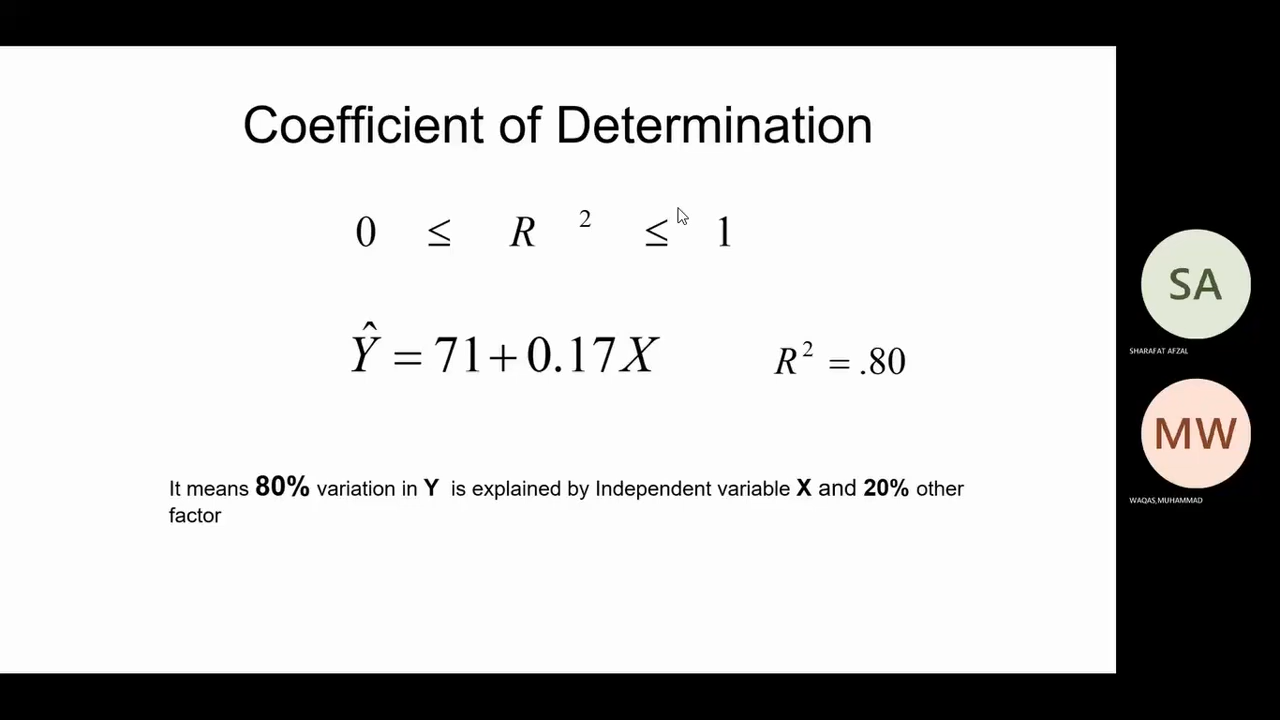 Coefficient of Determination
0 ≤ R ² ≤ 1
Ŷ = 71 + 0.17X
R² = .80
It means 80% variation in Y is explained by Independent variable X and 20% other
factor
SA
SHARAFAT AFZAL
MW
WAQAS,MUHAMMAD